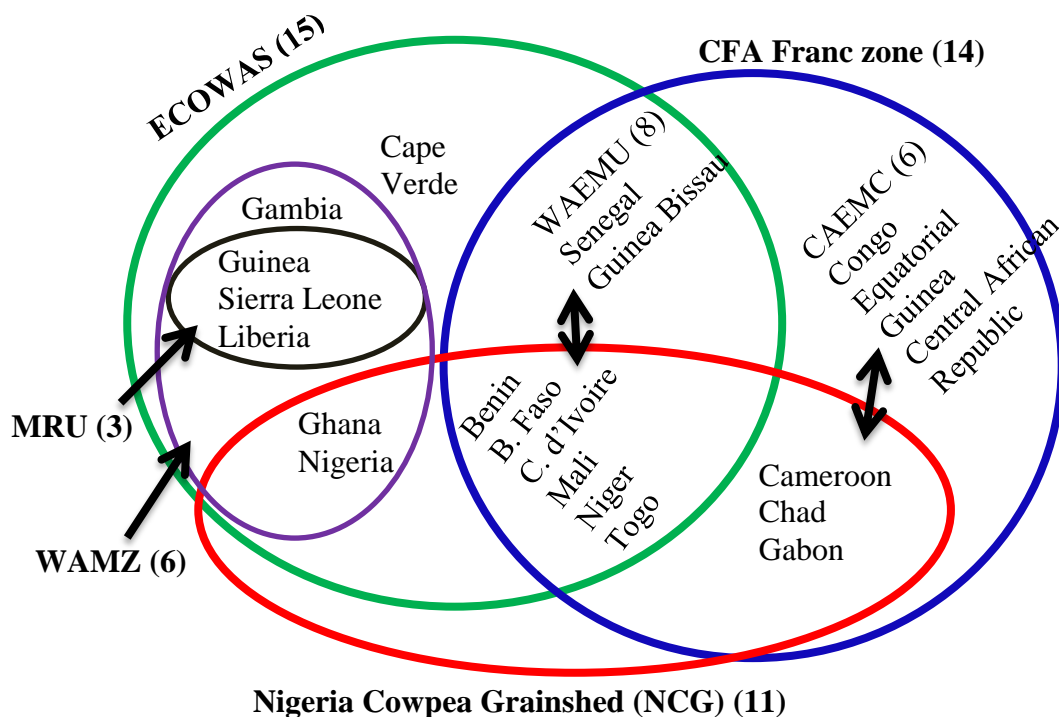 ECOWAS (15)
CFA Franc zone (14)
Cape
Verde
Gambia
Guinea
Sierra Leone
Liberia
MRU (3)
WAMZ (6)
Ghana
Nigeria
WAEMU (8)
Senegal
Guinea Bissau
Benin
B. Faso
C. d’Ivoire
Mali
Niger
Togo
CAEMC (6)
Congo
Equatorial
Guinea
Central African
Republic
Cameroon
Chad
Gabon
Nigeria Cowpea Grainshed (NCG) (11)